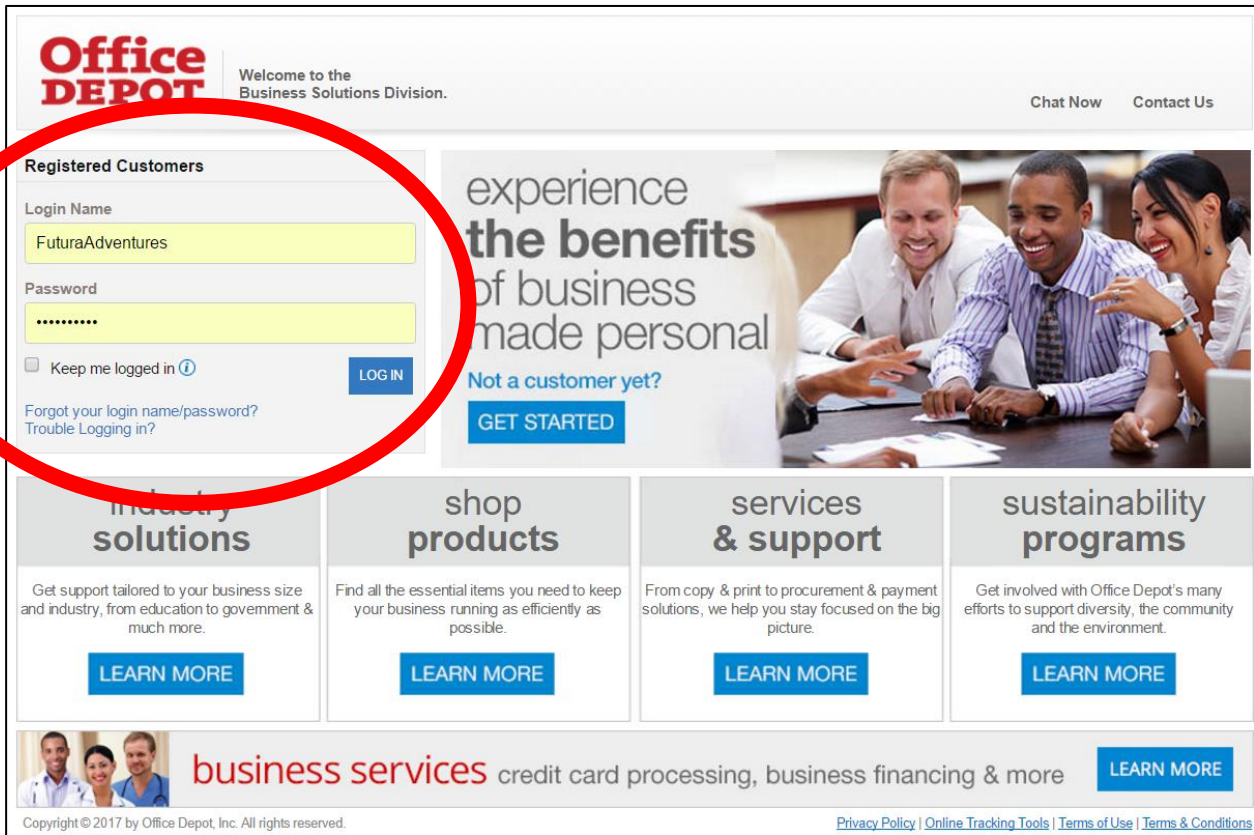 Office
DEPOT
Welcome to the
Business Solutions Division.
Chat Now Contact Us
Registered Customers
Login Name
FuturaAdventures
Password
••••••••••
Keep me logged in
LOG IN
Forgot your login name/password?
Trouble Logging in?
experience
the benefits
of business
made personal
Not a customer yet?
GET STARTED
industry
solutions
Get support tailored to your business size
and industry, from education to government &
much more.
LEARN MORE
shop
products
Find all the essential items you need to keep
your business running as efficiently as
possible.
LEARN MORE
services
& support
From copy & print to procurement & payment
solutions, we help you stay focused on the big
picture.
LEARN MORE
sustainability
programs
Get involved with Office Depot's many
efforts to support diversity, the community
and the environment.
LEARN MORE
business services credit card processing, business financing & more
LEARN MORE
Copyright © 2017 by Office Depot, Inc. All rights reserved.
Privacy Policy | Online Tracking Tools | Terms of Use | Terms & Conditions